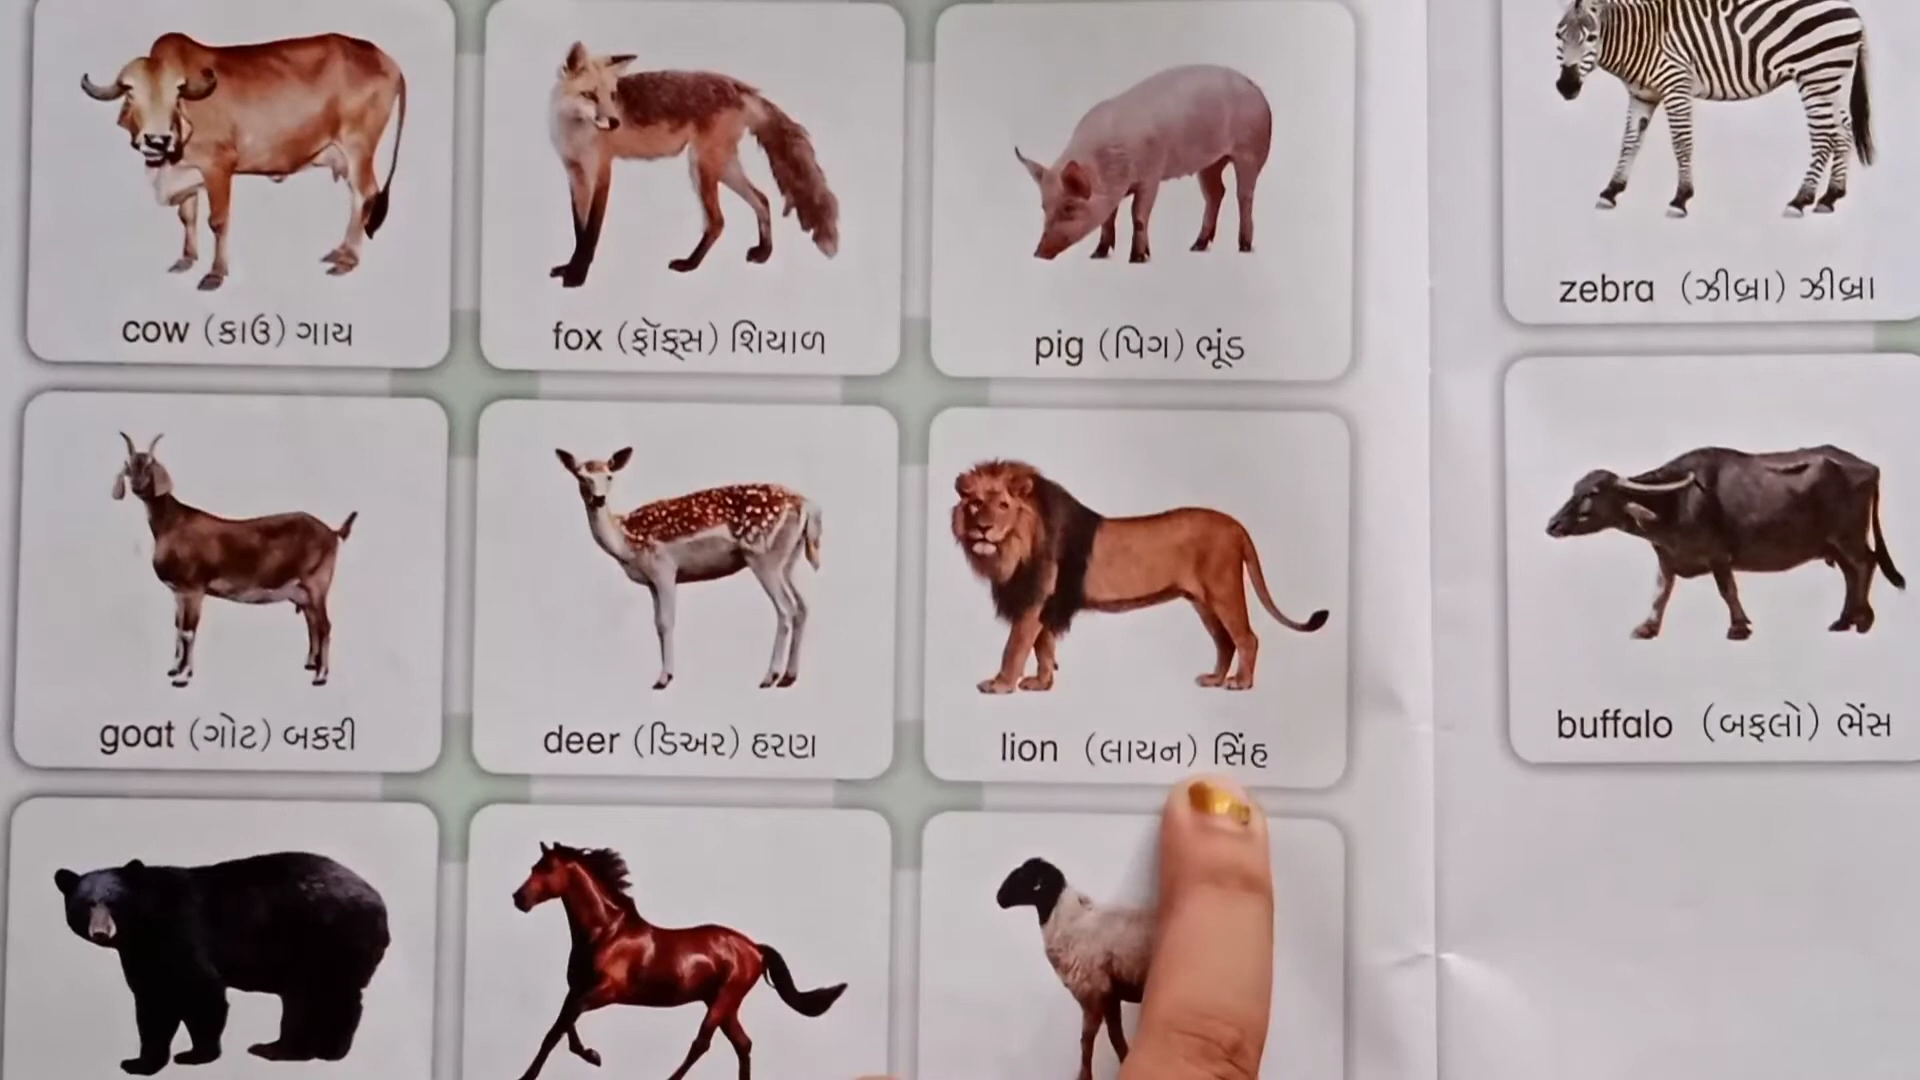 cow (કાઉ) ગાય
fox (ફૉક્સ) શિયાળ
pig (પિગ) ભૂંડ
zebra (ઝીબ્રા) ઝીબ્રા
goat (ગોટ) બકરી
deer (ડિઅર) હરણ
lion (લાયન) સિંહ
buffalo (બફલો) ભેંસ